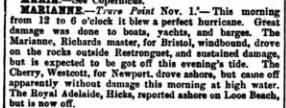 MARIANNE.—Truro Point Nov. 1.—This morning
from 12 to 6 o'clock it blew a perfect hurricane. Great
damage was done to boats, yachts, and barges. The
Marianne, Richards master, for Bristol, windbound, drove
on the rocks outside Restronguet, and sustained damage,
but is expected to be got off this evening's tide. The
Cherry, Westcott, for Newport, drove ashore, but came off
apparently without damage this morning at high water.
The Royal Adelaide, Hicks, reported ashore on Looe Beach,
but is now off.